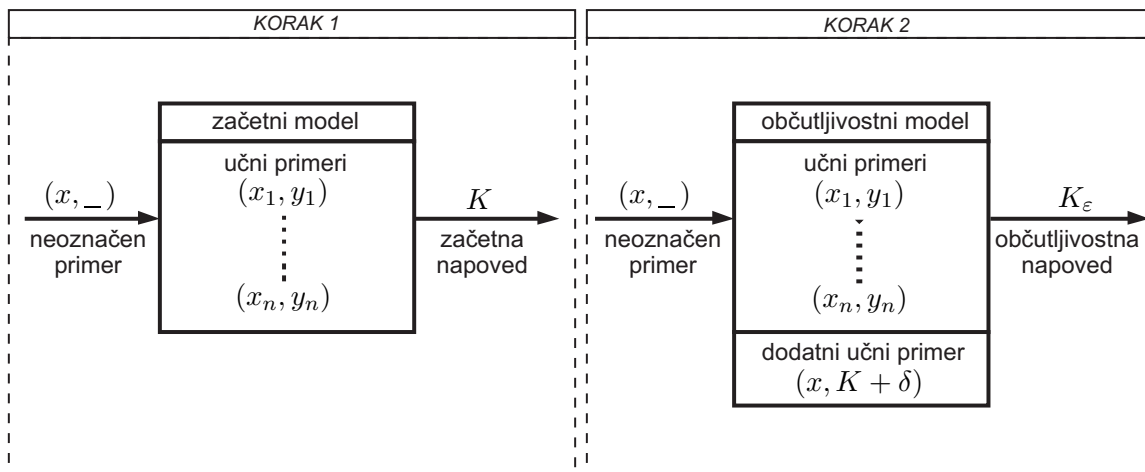 KORAK 1
začetni model
učni primeri
(x₁, y₁)
(xₙ, yₙ)
(x, _)
neoznačen
primer
K
začetna
napoved
KORAK 2
občutljivostni model
učni primeri
(x₁, y₁)
(xₙ, yₙ)
dodatni učni primer
(x, K + δ)
(x, _)
neoznačen
primer
K_ε
občutljivostna
napoved